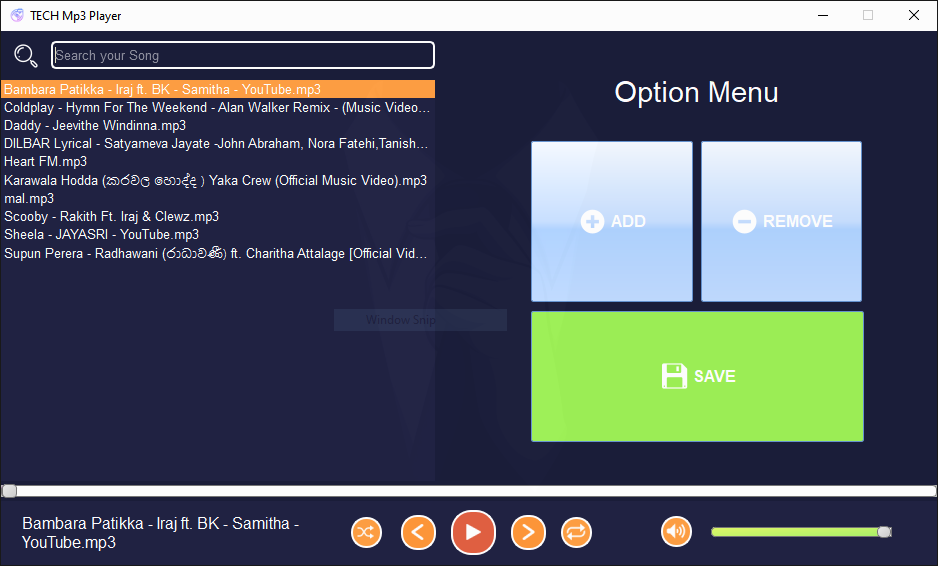 TECH Mp3 Player
Search your Song
Bambara Patikka - Iraj ft. BK - Samitha - YouTube.mp3
Coldplay - Hymn For The Weekend - Alan Walker Remix - (Music Video...
Daddy - Jeevithe Windinna.mp3
DILBAR Lyrical - Satyameva Jayate -John Abraham, Nora Fatehi,Tanish...
Heart FM.mp3
Karawala Hodda (කරවල හොද්ද ) Yaka Crew (Official Music Video).mp3
mal.mp3
Scooby - Rakith Ft. Iraj & Clewz.mp3
Sheela - JAYASRI - YouTube.mp3
Supun Perera - Radhawani (රාධාවණී) ft. Charitha Attalage [Official Vid...
Window Snip
Option Menu
ADD
REMOVE
SAVE
Bambara Patikka - Iraj ft. BK - Samitha -
YouTube.mp3